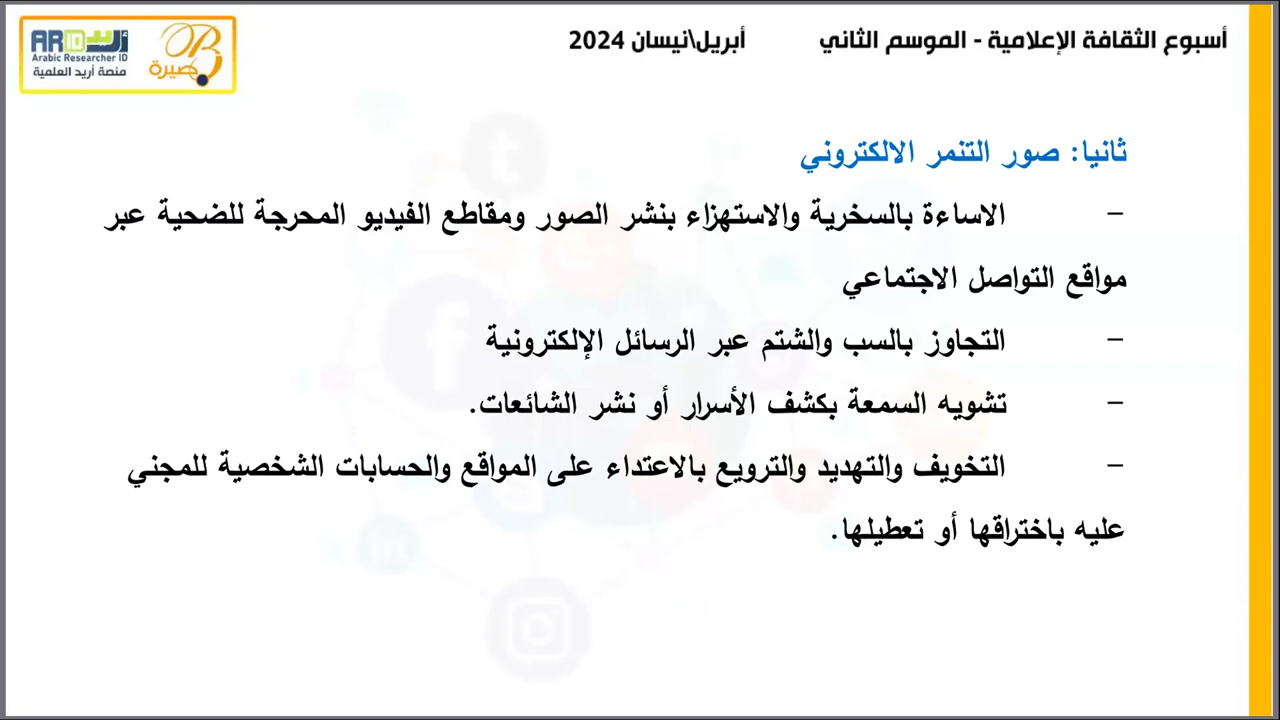 أسبوع الثقافة الإعلامية - الموسم الثاني أبريل\نيسان 2024
ARID أريد
Arabic Researcher ID
منصة أريد العلمية
B بصيرة
ثانيا: صور التنمر الالكتروني
- الاساءة بالسخرية والاستهزاء بنشر الصور ومقاطع الفيديو المحرجة للضحية عبر
مواقع التواصل الاجتماعي
- التجاوز بالسب والشتم عبر الرسائل الإلكترونية
- تشويه السمعة بكشف الأسرار أو نشر الشائعات.
- التخويف والتهديد والترويع بالاعتداء على المواقع والحسابات الشخصية للمجني
عليه باختراقها أو تعطيلها.